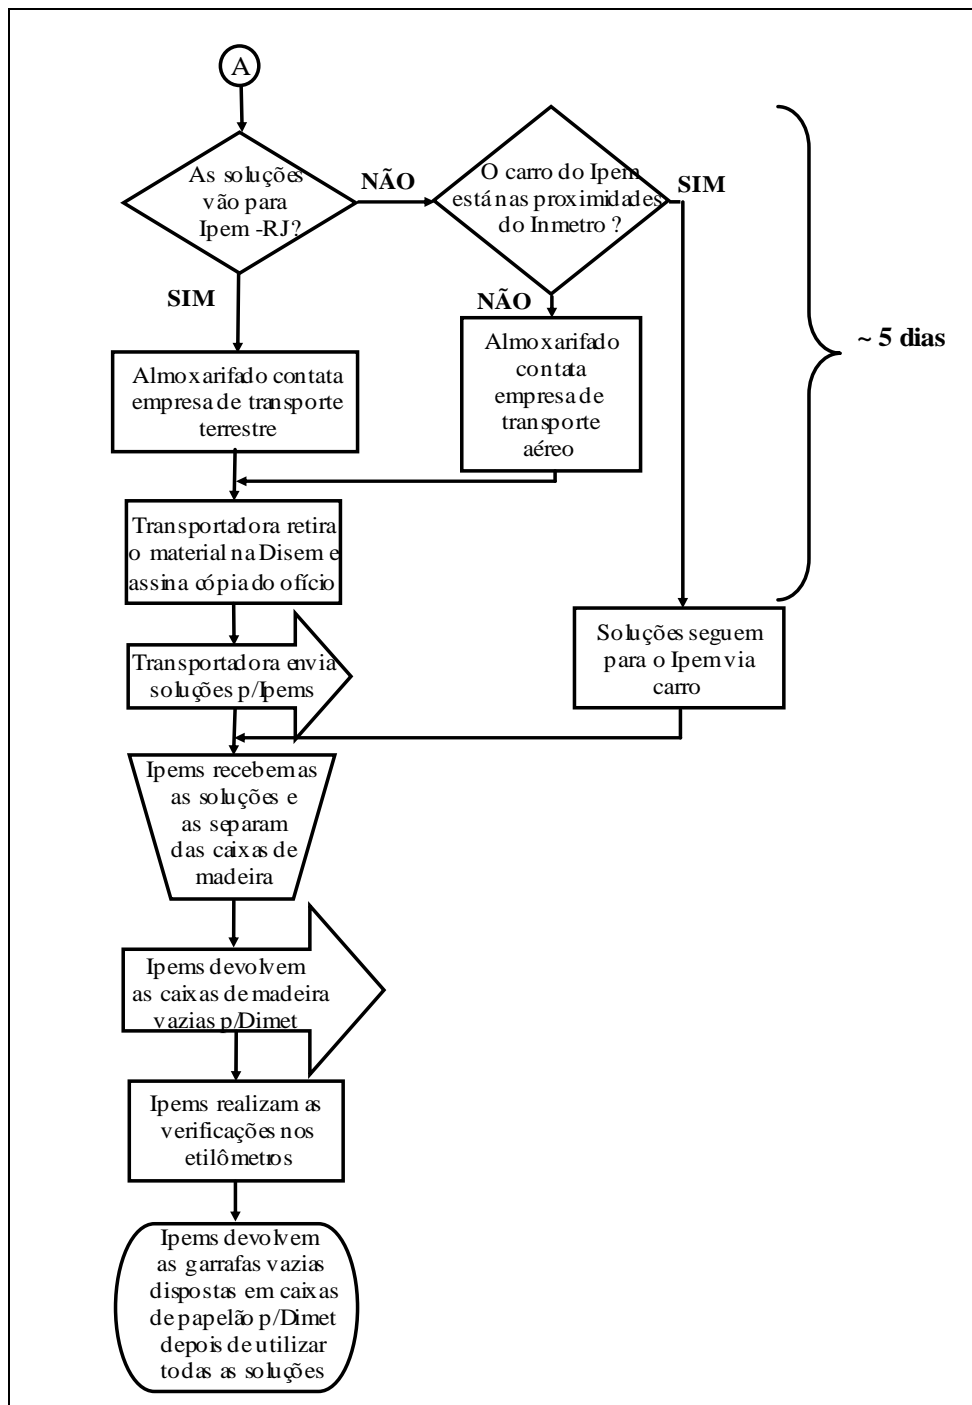 A
As soluções
vão para
Ipem -RJ?
NÃO
O carro do Ipem
está nas proximidades
do Inmetro ?
SIM
SIM
NÃO
~ 5 dias
Almoxarifado contata
empresa de transporte
terrestre
Almoxarifado
contata
empresa de
transporte
aéreo
Transportadora retira
o material na Disem e
assina cópia do ofício
Transportadora envia
soluções p/Ipems
Soluções seguem
para o Ipem via
carro
Ipems recebem as
as soluções e
as separam
das caixas de
madeira
Ipems devolvem
as caixas de madeira
vazias p/Dimet
Ipems realizam as
verificações nos
etilômetros
Ipems devolvem
as garrafas vazias
dispostas em caixas
de papelão p/Dimet
depois de utilizar
todas as soluções